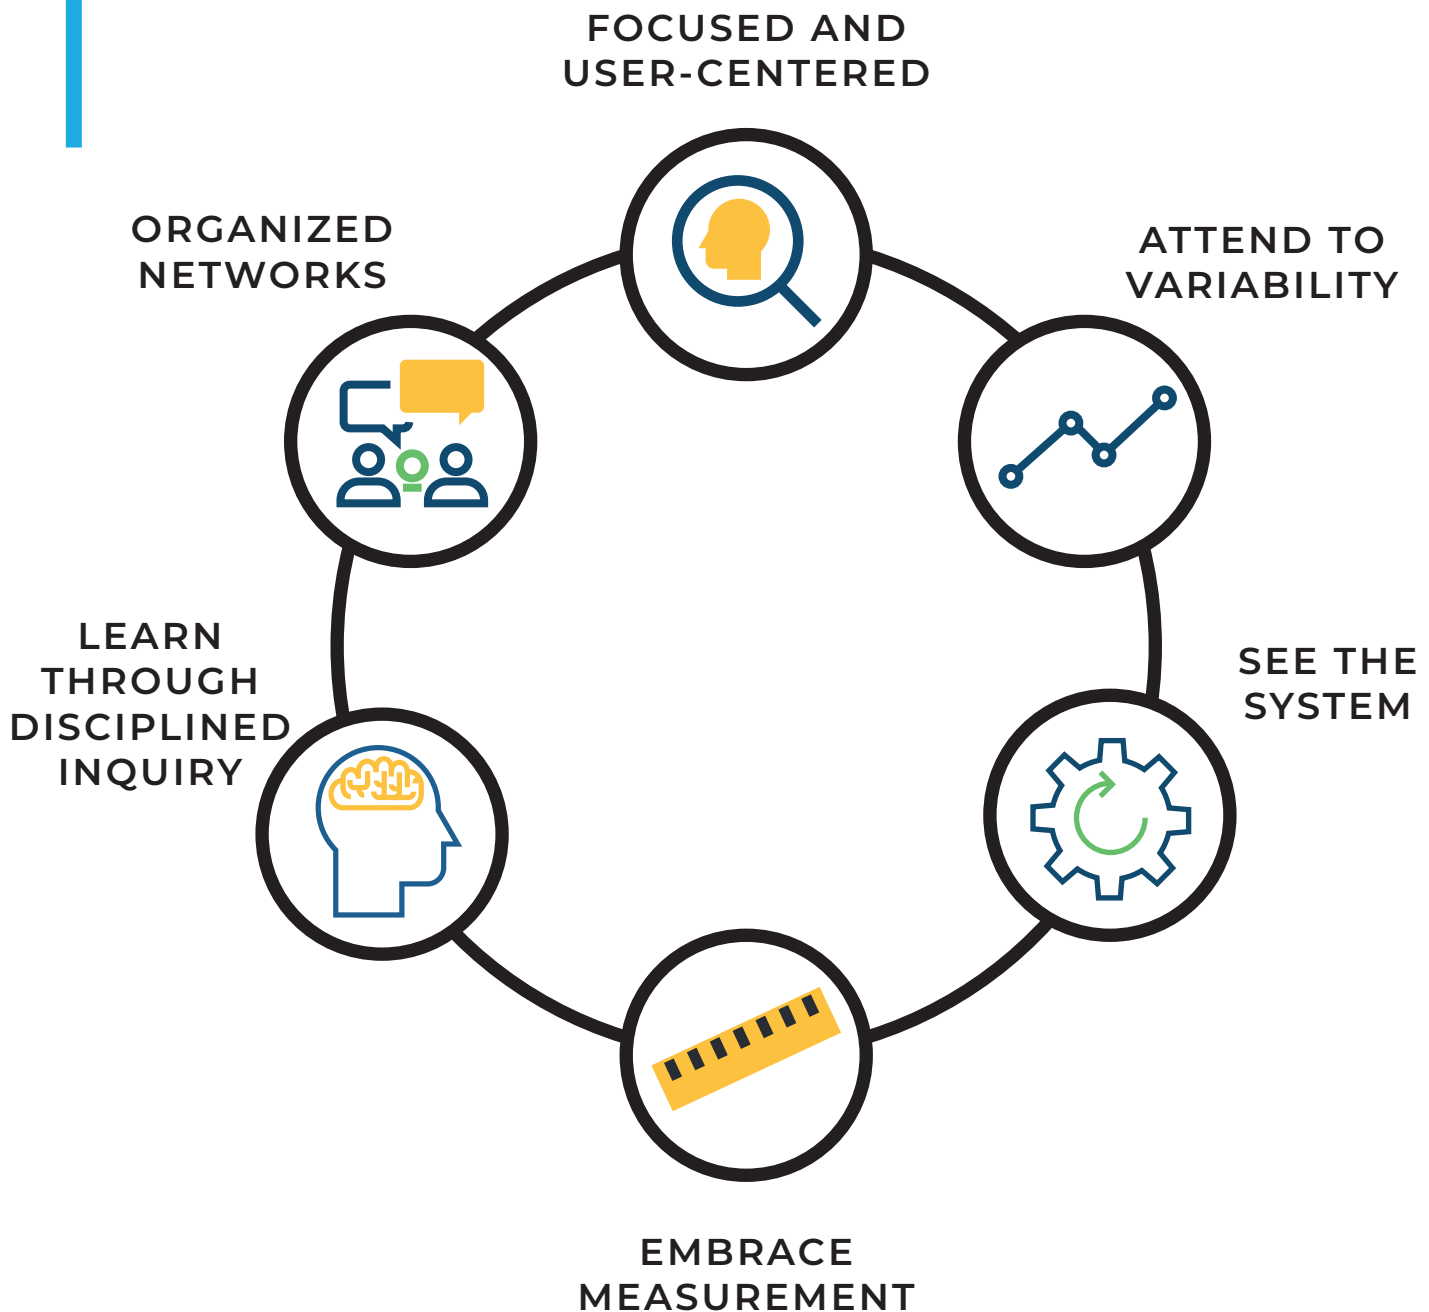 FOCUSED AND
USER-CENTERED
ORGANIZED
NETWORKS
ATTEND TO
VARIABILITY
LEARN
THROUGH
DISCIPLINED
INQUIRY
SEE THE
SYSTEM
EMBRACE
MEASUREMENT